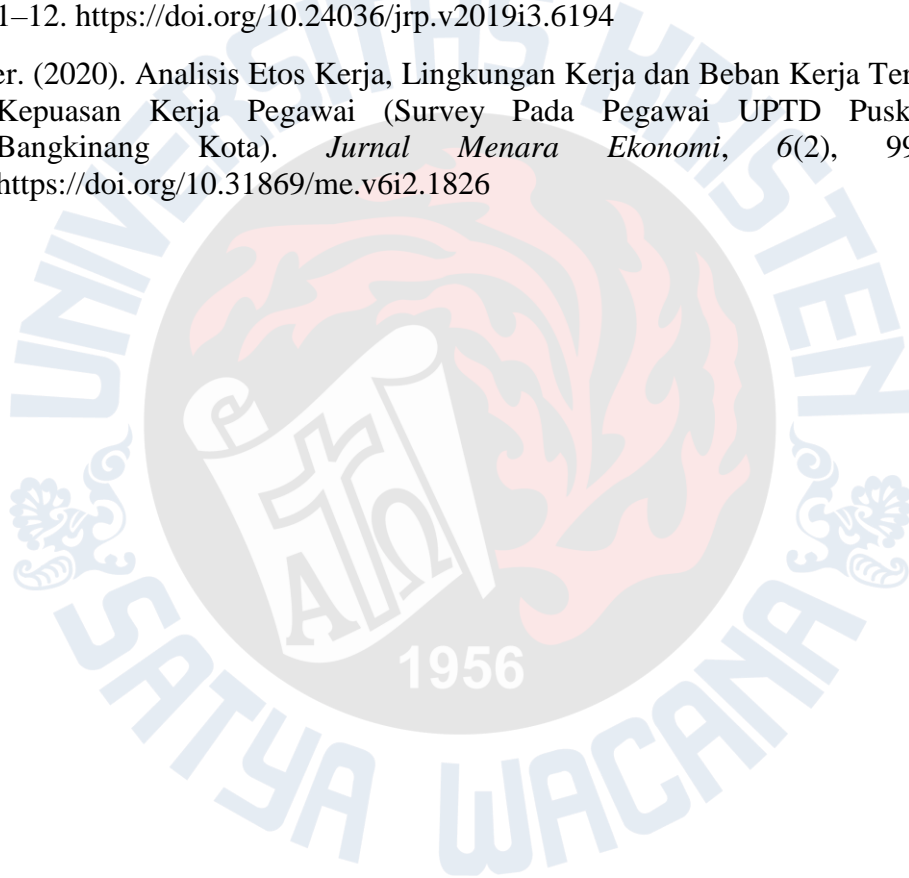 1–12. https://doi.org/10.24036/jrp.v2019i3.6194
er. (2020). Analisis Etos Kerja, Lingkungan Kerja dan Beban Kerja Ter
Kepuasan Kerja Pegawai (Survey Pada Pegawai UPTD Pusk
Bangkinang Kota). Jurnal Menara Ekonomi, 6(2), 99
https://doi.org/10.31869/me.v6i2.1826
UNIVERSITAS KRISTEN
ΑΩ
1956
SATYA WACANA